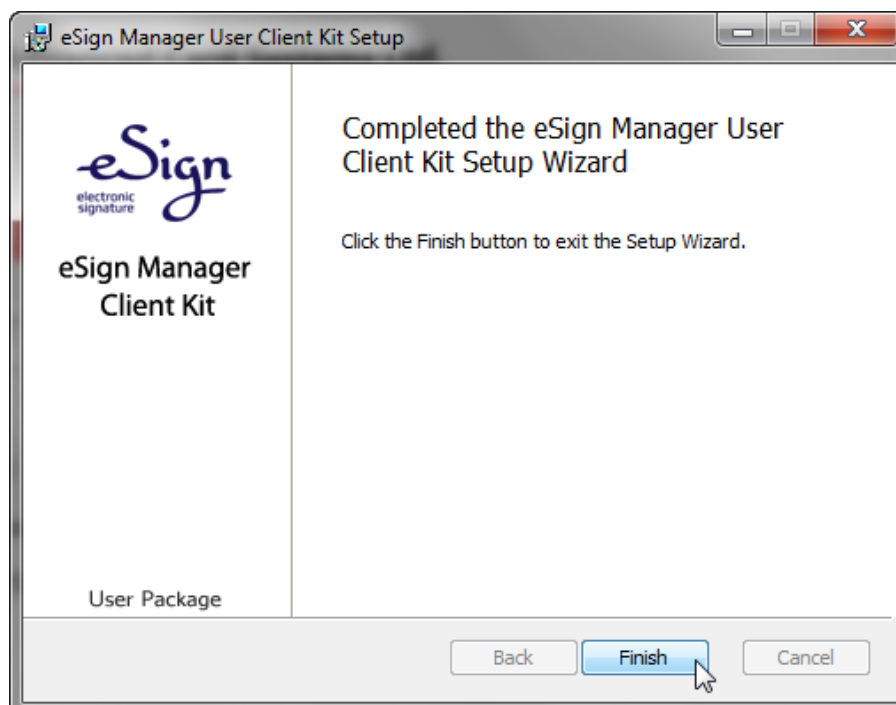 eSign Manager User Client Kit Setup
eSign
electronic
signature
eSign Manager
Client Kit
User Package
Completed the eSign Manager User
Client Kit Setup Wizard
Click the Finish button to exit the Setup Wizard.
Back
Finish
Cancel